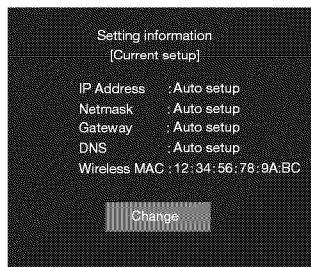 Setting information
[Current setup]
IP Address : Auto setup
Netmask : Auto setup
Gateway : Auto setup
DNS : Auto setup
Wireless MAC : 12:34:56:78:9A:BC
Change